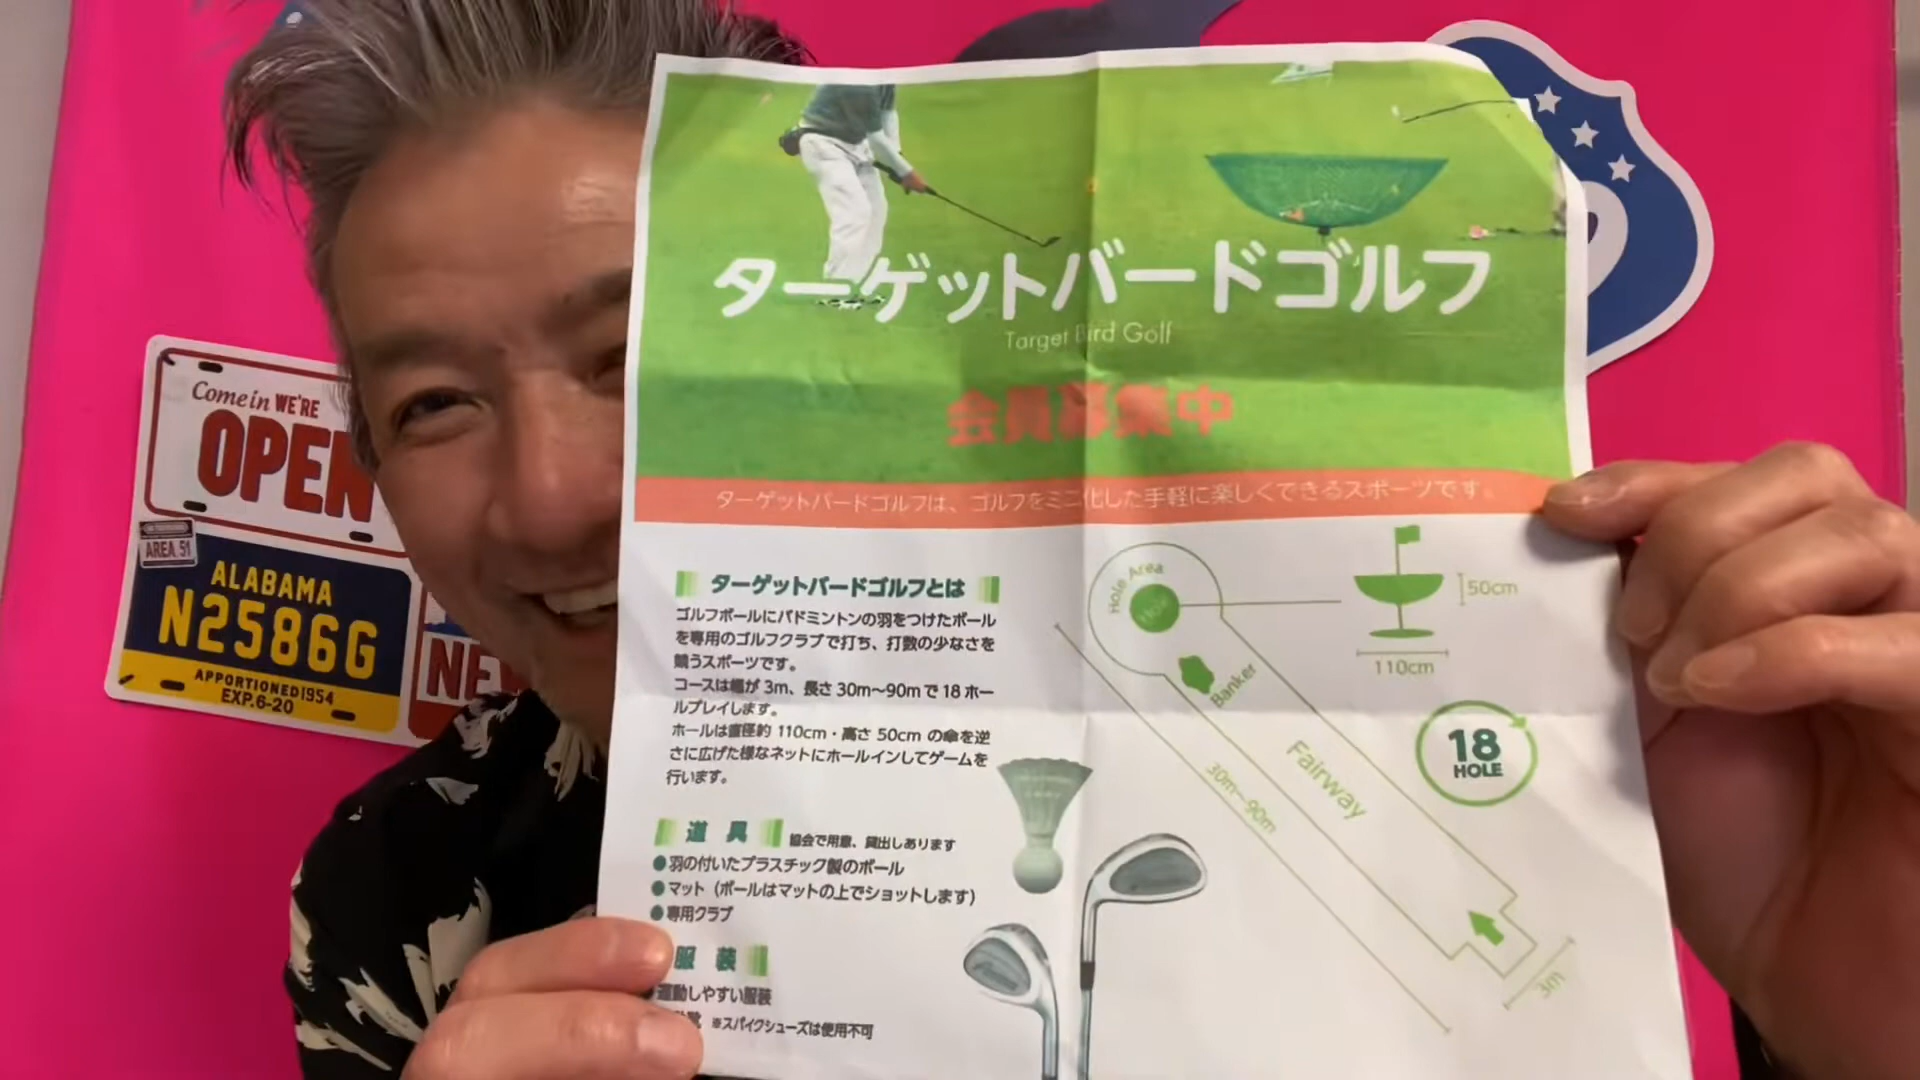 Come in WE'RE
OPEN
AREA 51
ALABAMA
N2586G
APPORTIONED 1954
EXP.6-20
NE
ターゲットバードゴルフ
Target Bird Golf
会員募集中
ターゲットバードゴルフは、ゴルフをミニ化した手軽に楽しくできるスポーツです。
ターゲットバードゴルフとは
ゴルフボールにバドミントンの羽をつけたボール
を専用のゴルフクラブで打ち、打数の少なさを
競うスポーツです。
コースは幅が 3m、長さ 30m〜90m で 18 ホー
ルプレイします。
ホールは直径約 110cm・高さ 50cm の傘を逆
さに広げた様なネットにホールインしてゲームを
行います。
道 具 協会で用意、貸出しあります
●羽の付いたプラスチック製のボール
●マット（ボールはマットの上でショットします）
●専用クラブ
服 装
運動しやすい服装
靴 ※スパイクシューズは使用不可
Hole Area
Hole
50cm
110cm
Banker
18
HOLE
Fairway
30m〜90m
3m